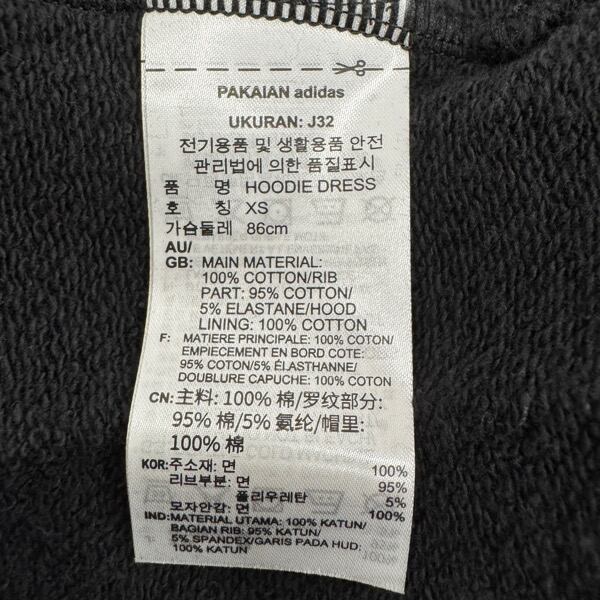 PAKAIAN adidas
UKURAN: J32
전기용품 및 생활용품 안전
관리법에 의한 품질표시
품 명 HOODIE DRESS
호 칭 XS
가슴둘레 86cm
AU/
GB: MAIN MATERIAL:
100% COTTON/RIB
PART: 95% COTTON/
5% ELASTANE/HOOD
LINING: 100% COTTON
F: MATIERE PRINCIPALE: 100% COTON/
EMPIECEMENT EN BORD COTE:
95% COTON/5% ÉLASTHANNE/
DOUBLURE CAPUCHE: 100% COTON
CN: 主料: 100% 棉/罗纹部分:
95% 棉/5% 氨纶/帽里:
100% 棉
KOR: 주소재: 면 100%
리브부분: 면 95%
폴리우레탄 5%
모자안감: 면 100%
IND: MATERIAL UTAMA: 100% KATUN/
BAGIAN RIB: 95% KATUN/
5% SPANDEX/GARIS PADA HUD:
100% KATUN